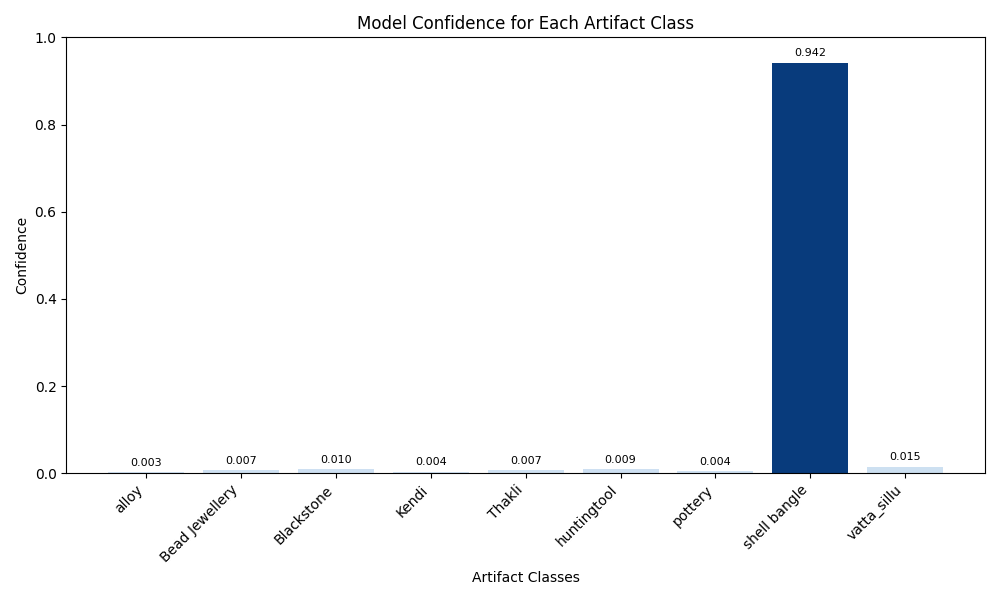 Model Confidence for Each Artifact Class
1.0
0.8
0.6
0.4
0.2
0.0
Confidence
0.003
0.007
0.010
0.004
0.007
0.009
0.004
0.942
0.015
alloy
Bead Jewellery
Blackstone
Kendi
Thakli
huntingtool
pottery
shell bangle
vatta_sillu
Artifact Classes